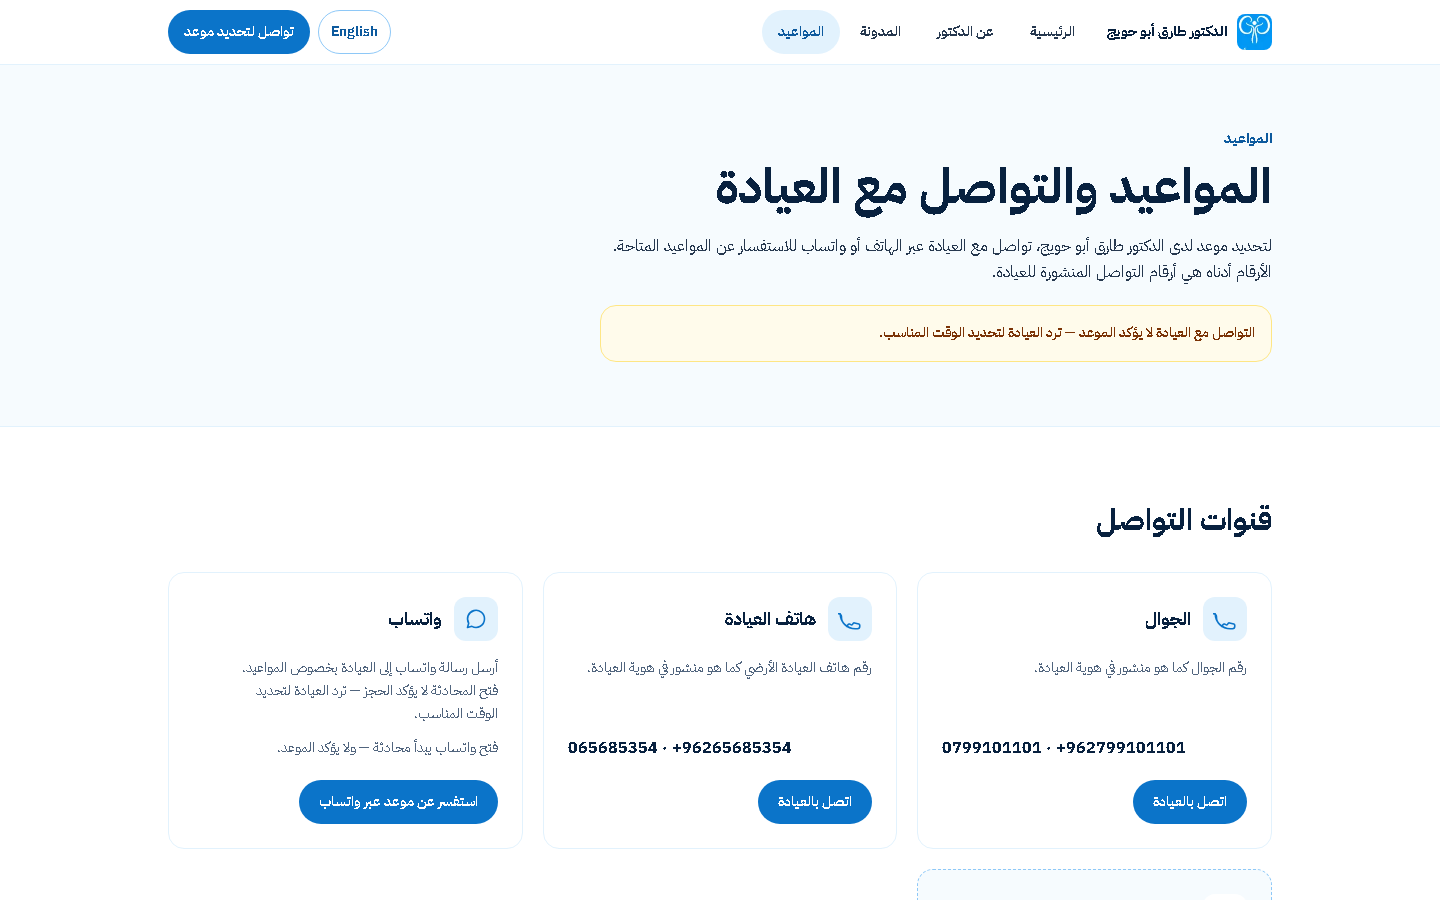 الدكتور طارق أبو حويج
الرئيسية
عن الدكتور
المدونة
المواعيد
English
تواصل لتحديد موعد
المواعيد
المواعيد والتواصل مع العيادة
لتحديد موعد لدى الدكتور طارق أبو حويج، تواصل مع العيادة عبر الهاتف أو واتساب للاستفسار عن المواعيد المتاحة.
الأرقام أدناه هي أرقام التواصل المنشورة للعيادة.
التواصل مع العيادة لا يؤكد الموعد — ترد العيادة لتحديد الوقت المناسب.
قنوات التواصل
الجوال
رقم الجوال كما هو منشور في هوية العيادة.
0799101101 · +962799101101
اتصل بالعيادة
هاتف العيادة
رقم هاتف العيادة الأرضي كما هو منشور في هوية العيادة.
065685354 · +96265685354
اتصل بالعيادة
واتساب
أرسل رسالة واتساب إلى العيادة بخصوص المواعيد.
فتح المحادثة لا يؤكد الحجز — ترد العيادة لتحديد
الوقت المناسب.
فتح واتساب يبدأ محادثة — ولا يؤكد الموعد.
استفسر عن موعد عبر واتساب